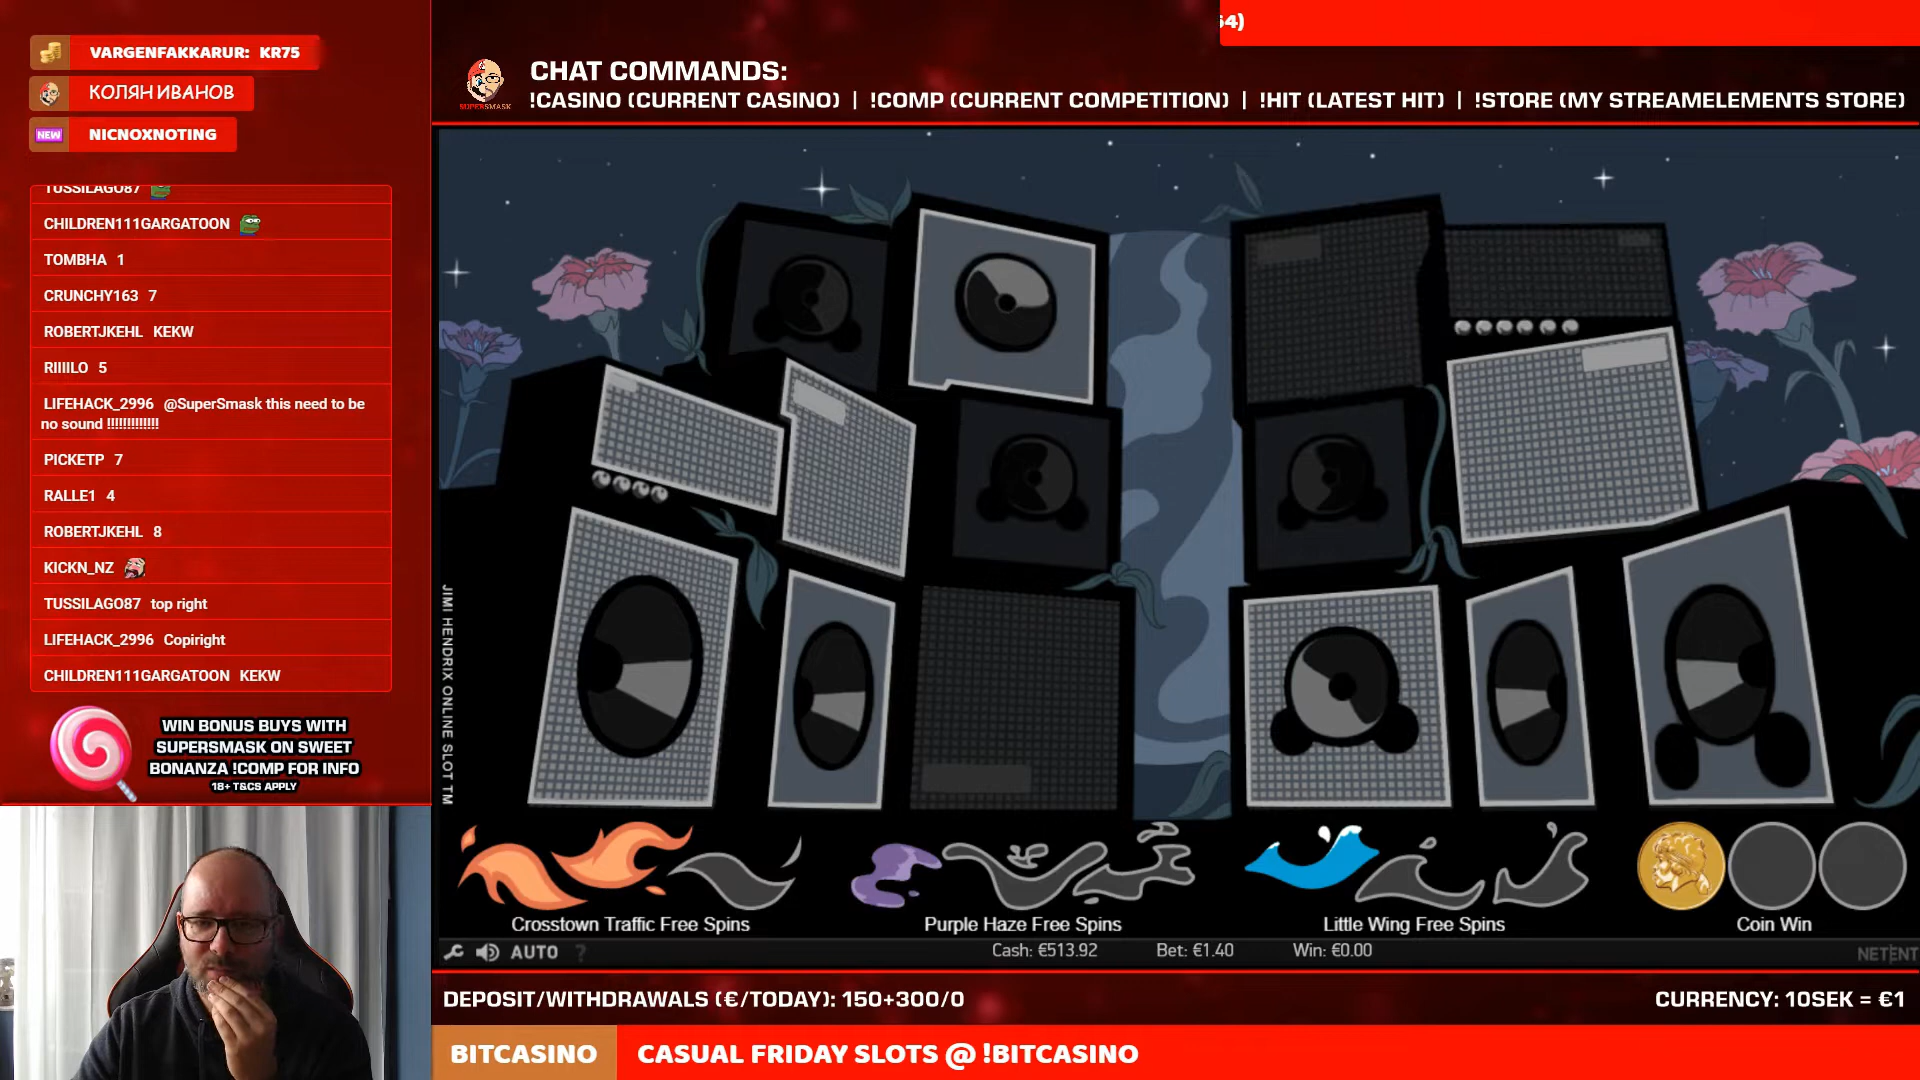 VARGENFAKKARUR: KR75
КОЛЯН ИВАНОВ
NEW NICNOXNOTING
TUSSILAGO87
CHILDREN111GARGATOON
TOMBHA 1
CRUNCHY163 7
ROBERTJKEHL KEKW
RIIIILO 5
LIFEHACK_2996 @SuperSmask this need to be
no sound !!!!!!!!!!!!!
PICKETP 7
RALLE1 4
ROBERTJKEHL 8
KICKN_NZ
TUSSILAGO87 top right
LIFEHACK_2996 Copiright
CHILDREN111GARGATOON KEKW
WIN BONUS BUYS WITH
SUPERSMASK ON SWEET
BONANZA !COMP FOR INFO
18+ T&CS APPLY
64)
SUPERSMASK
CHAT COMMANDS:
!CASINO (CURRENT CASINO) | !COMP (CURRENT COMPETITION) | !HIT (LATEST HIT) | !STORE (MY STREAMELEMENTS STORE)
JIMI HENDRIX ONLINE SLOT TM
Crosstown Traffic Free Spins
Purple Haze Free Spins
Little Wing Free Spins
Coin Win
AUTO ?
Cash: €513.92
Bet: €1.40
Win: €0.00
NETENT
DEPOSIT/WITHDRAWALS (€/TODAY): 150+300/0
CURRENCY: 10SEK = €1
BITCASINO
CASUAL FRIDAY SLOTS @ !BITCASINO